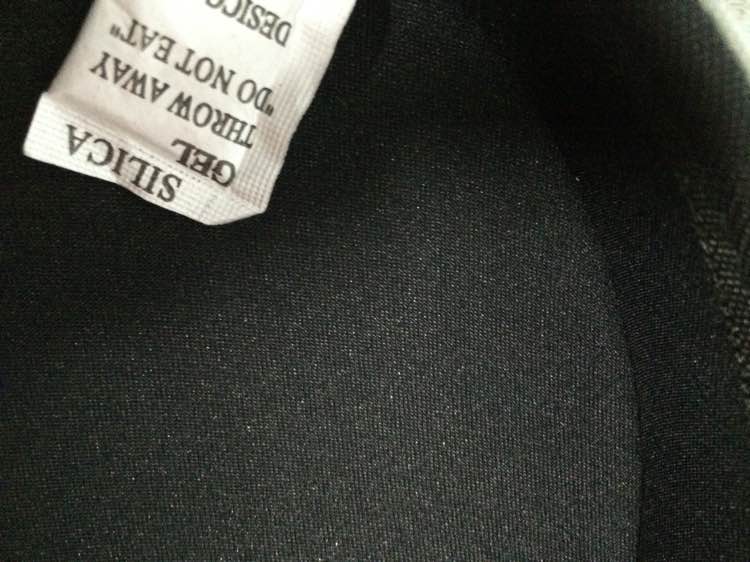 SILICA
GEL
THROW AWAY
"DO NOT EAT"